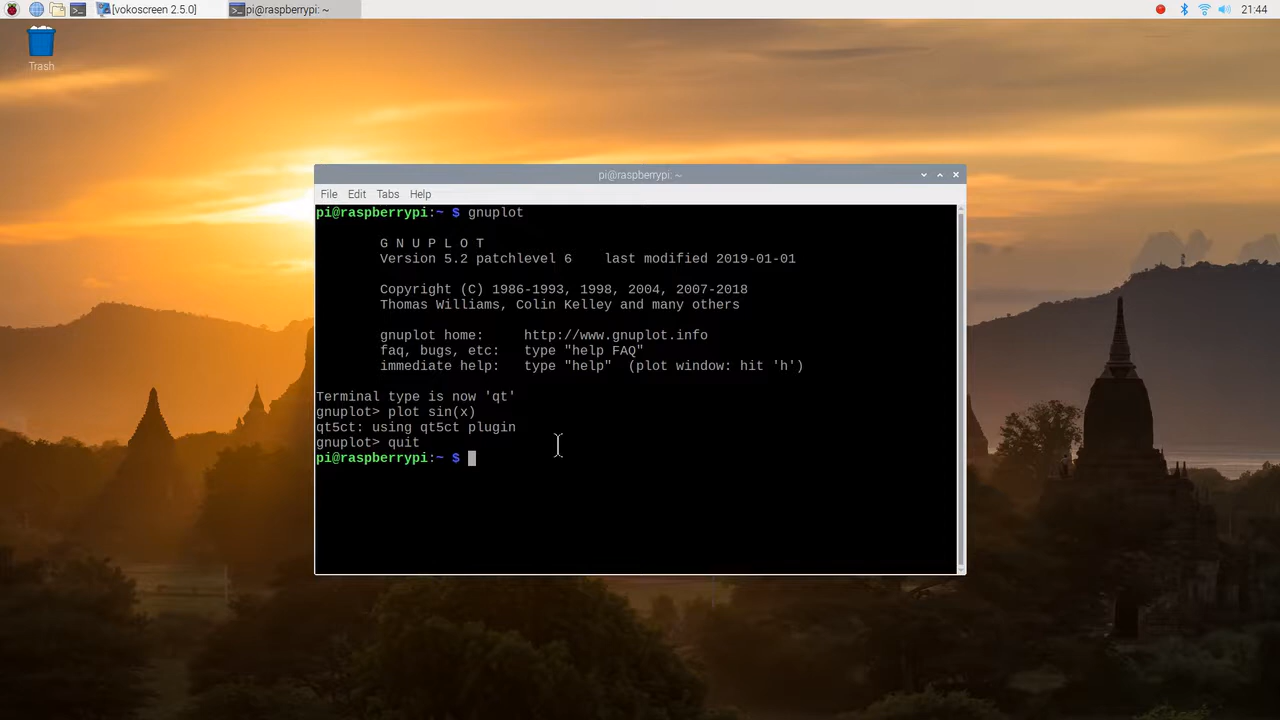 [vokoscreen 2.5.0]
pi@raspberrypi: ~
21:44
Trash
pi@raspberrypi: ~
File Edit Tabs Help
pi@raspberrypi:~ $ gnuplot
G N U P L O T
Version 5.2 patchlevel 6    last modified 2019-01-01
Copyright (C) 1986-1993, 1998, 2004, 2007-2018
Thomas Williams, Colin Kelley and many others
gnuplot home:     http://www.gnuplot.info
faq, bugs, etc:   type "help FAQ"
immediate help:   type "help"  (plot window: hit 'h')
Terminal type is now 'qt'
gnuplot> plot sin(x)
qt5ct: using qt5ct plugin
gnuplot> quit
pi@raspberrypi:~ $